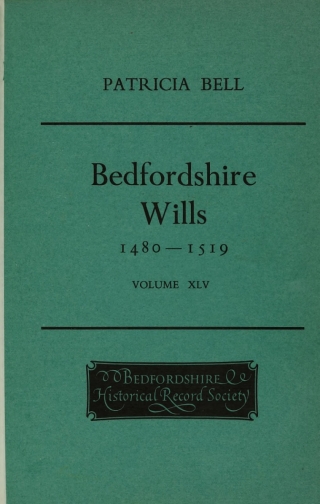 PATRICIA BELL
Bedfordshire
Wills
1480—1519
VOLUME XLV
BEDFORDSHIRE
Historical Record Society